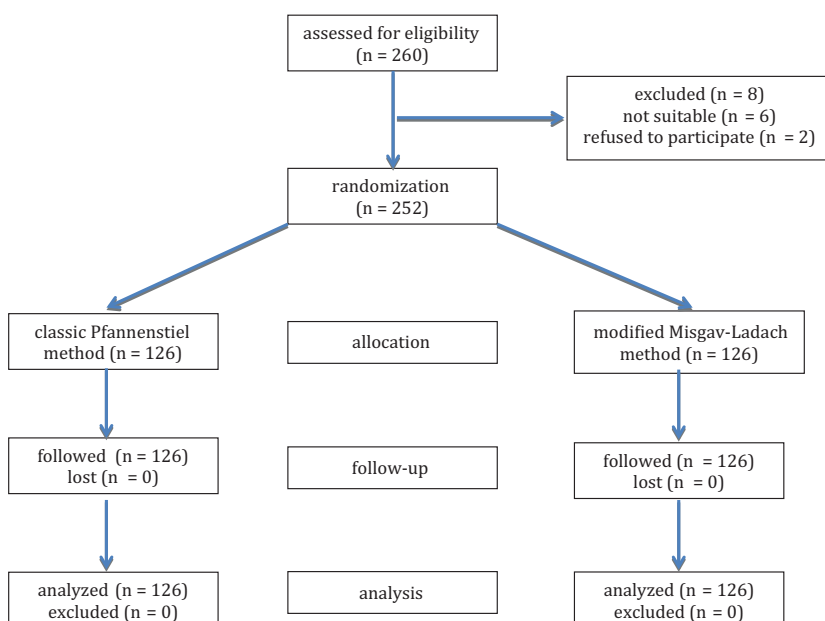 assessed for eligibility
(n = 260)
excluded (n = 8)
not suitable (n = 6)
refused to participate (n = 2)
randomization
(n = 252)
classic Pfannenstiel
method (n = 126)
allocation
modified Misgav-Ladach
method (n = 126)
followed (n = 126)
lost (n = 0)
follow-up
followed (n = 126)
lost (n = 0)
analyzed (n = 126)
excluded (n = 0)
analysis
analyzed (n = 126)
excluded (n = 0)